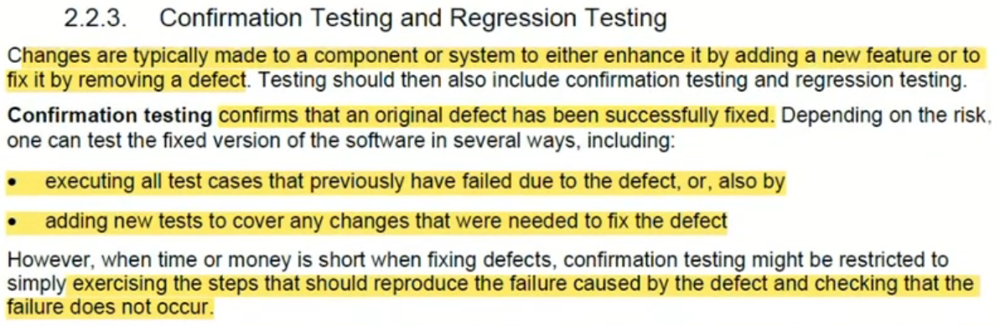 2.2.3. Confirmation Testing and Regression Testing
Changes are typically made to a component or system to either enhance it by adding a new feature or to
fix it by removing a defect. Testing should then also include confirmation testing and regression testing.
Confirmation testing confirms that an original defect has been successfully fixed. Depending on the risk,
one can test the fixed version of the software in several ways, including:
• executing all test cases that previously have failed due to the defect, or, also by
• adding new tests to cover any changes that were needed to fix the defect
However, when time or money is short when fixing defects, confirmation testing might be restricted to
simply exercising the steps that should reproduce the failure caused by the defect and checking that the
failure does not occur.